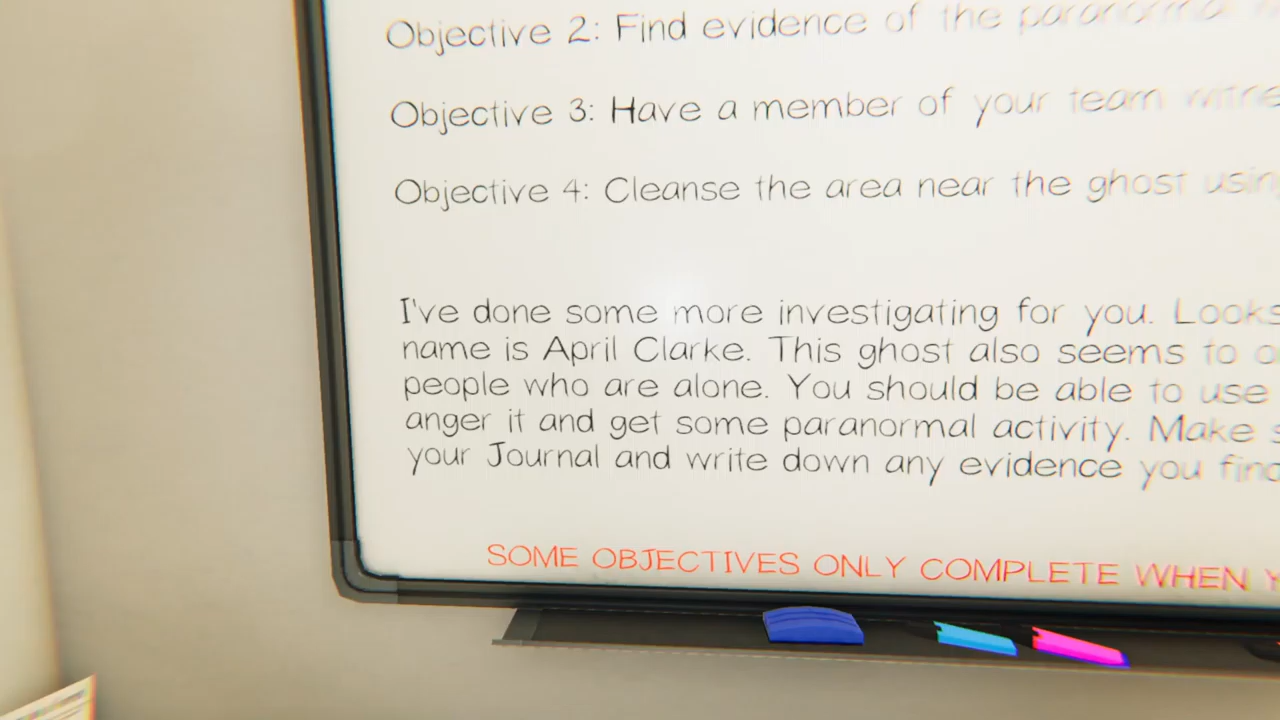 Objective 2: Find evidence of the paranormal
Objective 3: Have a member of your team
Objective 4: Cleanse the area near the ghost
I've done some more investigating for you. Looks
name is April Clarke. This ghost also seems to
people who are alone. You should be able to use
anger it and get some paranormal activity. Make
your Journal and write down any evidence you
SOME OBJECTIVES ONLY COMPLETE WHEN